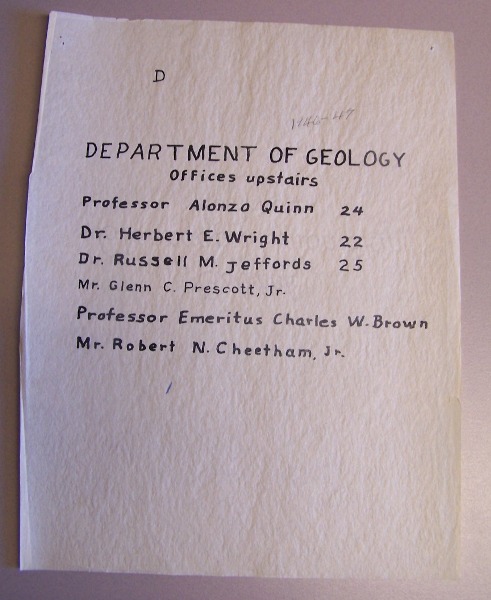 D
1946-47
DEPARTMENT OF GEOLOGY
Offices upstairs
Professor Alonzo Quinn 24
Dr. Herbert E. Wright 22
Dr. Russell M. Jeffords 25
Mr. Glenn C. Prescott, Jr.
Professor Emeritus Charles W. Brown
Mr. Robert N. Cheetham, Jr.